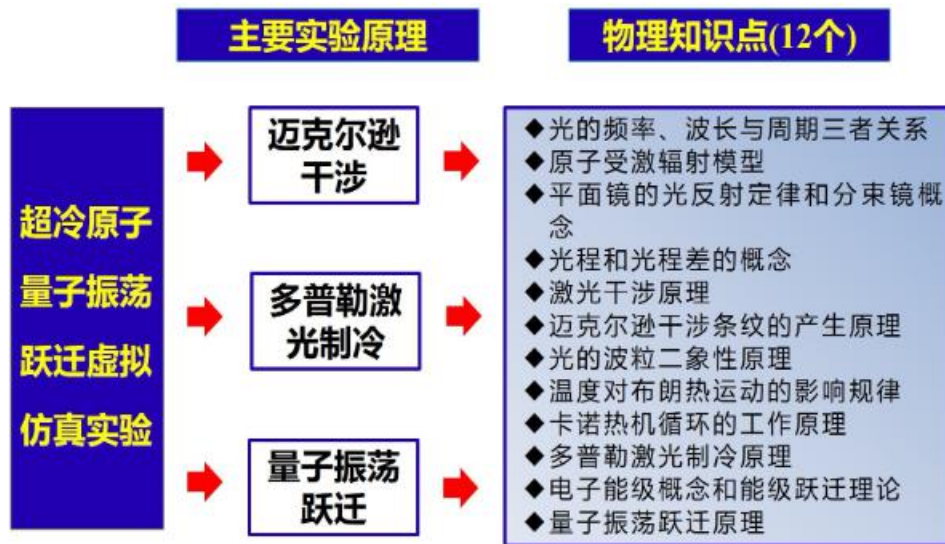 主要实验原理
物理知识点(12个)
超冷原子
量子振荡
跃迁虚拟
仿真实验
迈克尔逊
干涉
多普勒激
光制冷
量子振荡
跃迁
◆光的频率、波长与周期三者关系
◆原子受激辐射模型
◆平面镜的光反射定律和分束镜概
念
◆光程和光程差的概念
◆激光干涉原理
◆迈克尔逊干涉条纹的产生原理
◆光的波粒二象性原理
◆温度对布朗热运动的影响规律
◆卡诺热机循环的工作原理
◆多普勒激光制冷原理
◆电子能级概念和能级跃迁理论
◆量子振荡跃迁原理